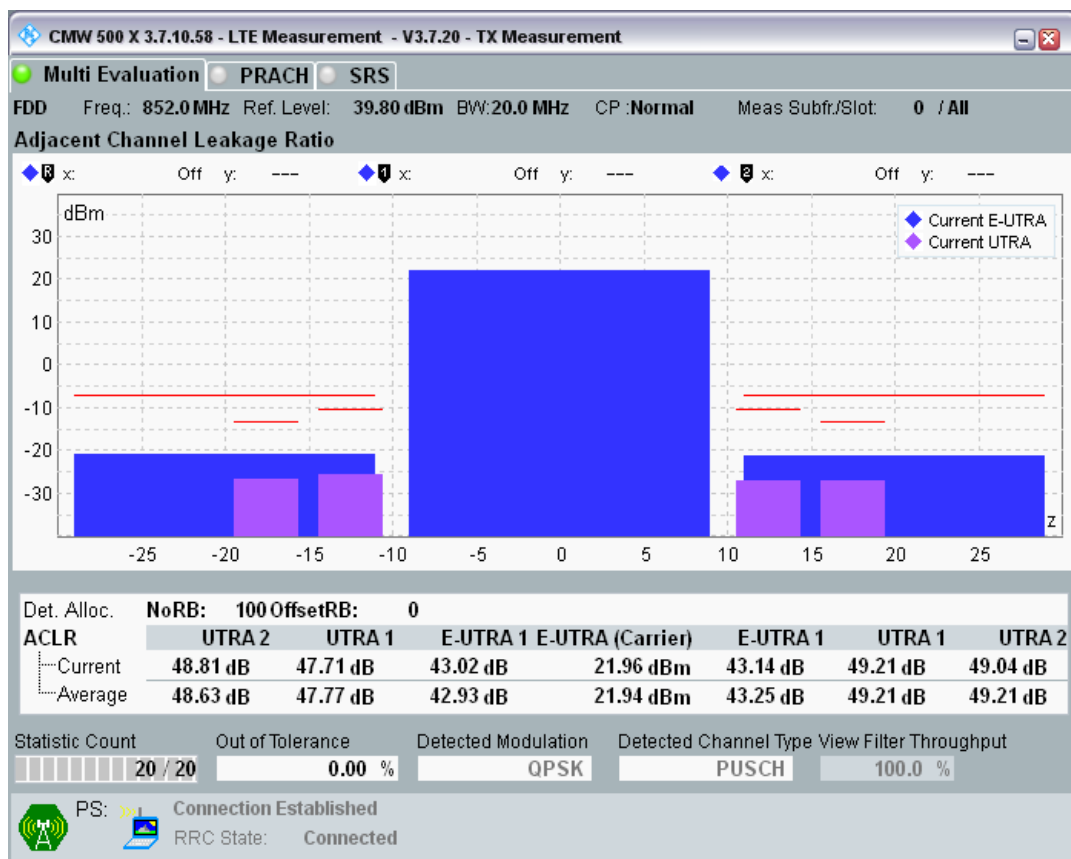 CMW 500 X 3.7.10.58 - LTE Measurement - V3.7.20 - TX Measurement
Multi Evaluation PRACH SRS
FDD Freq.: 852.0 MHz Ref. Level: 39.80 dBm BW:20.0 MHz CP :Normal Meas Subfr./Slot: 0 / All
Adjacent Channel Leakage Ratio
R x: Off y: --- 1 x: Off y: --- 2 x: Off y: ---
dBm
Current E-UTRA
Current UTRA
30
20
10
0
-10
-20
-30
z
-25 -20 -15 -10 -5 0 5 10 15 20 25
Det. Alloc. NoRB: 100 OffsetRB: 0
ACLR UTRA 2 UTRA 1 E-UTRA 1 E-UTRA (Carrier) E-UTRA 1 UTRA 1 UTRA 2
Current 48.81 dB 47.71 dB 43.02 dB 21.96 dBm 43.14 dB 49.21 dB 49.04 dB
Average 48.63 dB 47.77 dB 42.93 dB 21.94 dBm 43.25 dB 49.21 dB 49.21 dB
Statistic Count Out of Tolerance Detected Modulation Detected Channel Type View Filter Throughput
20 / 20 0.00 % QPSK PUSCH 100.0 %
PS: Connection Established
RRC State: Connected